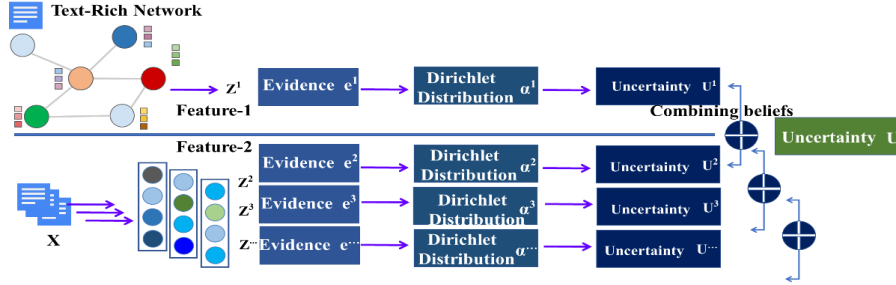 Text-Rich Network
Z¹
Feature-1
Evidence e¹
Dirichlet
Distribution α¹
Uncertainty U¹
Combining beliefs
Uncertainty U
Feature-2
Z²
Evidence e²
Dirichlet
Distribution α²
Uncertainty U²
Z³
Evidence e³
Dirichlet
Distribution α³
Uncertainty U³
Z…
Evidence e…
Dirichlet
Distribution α…
Uncertainty U…
X